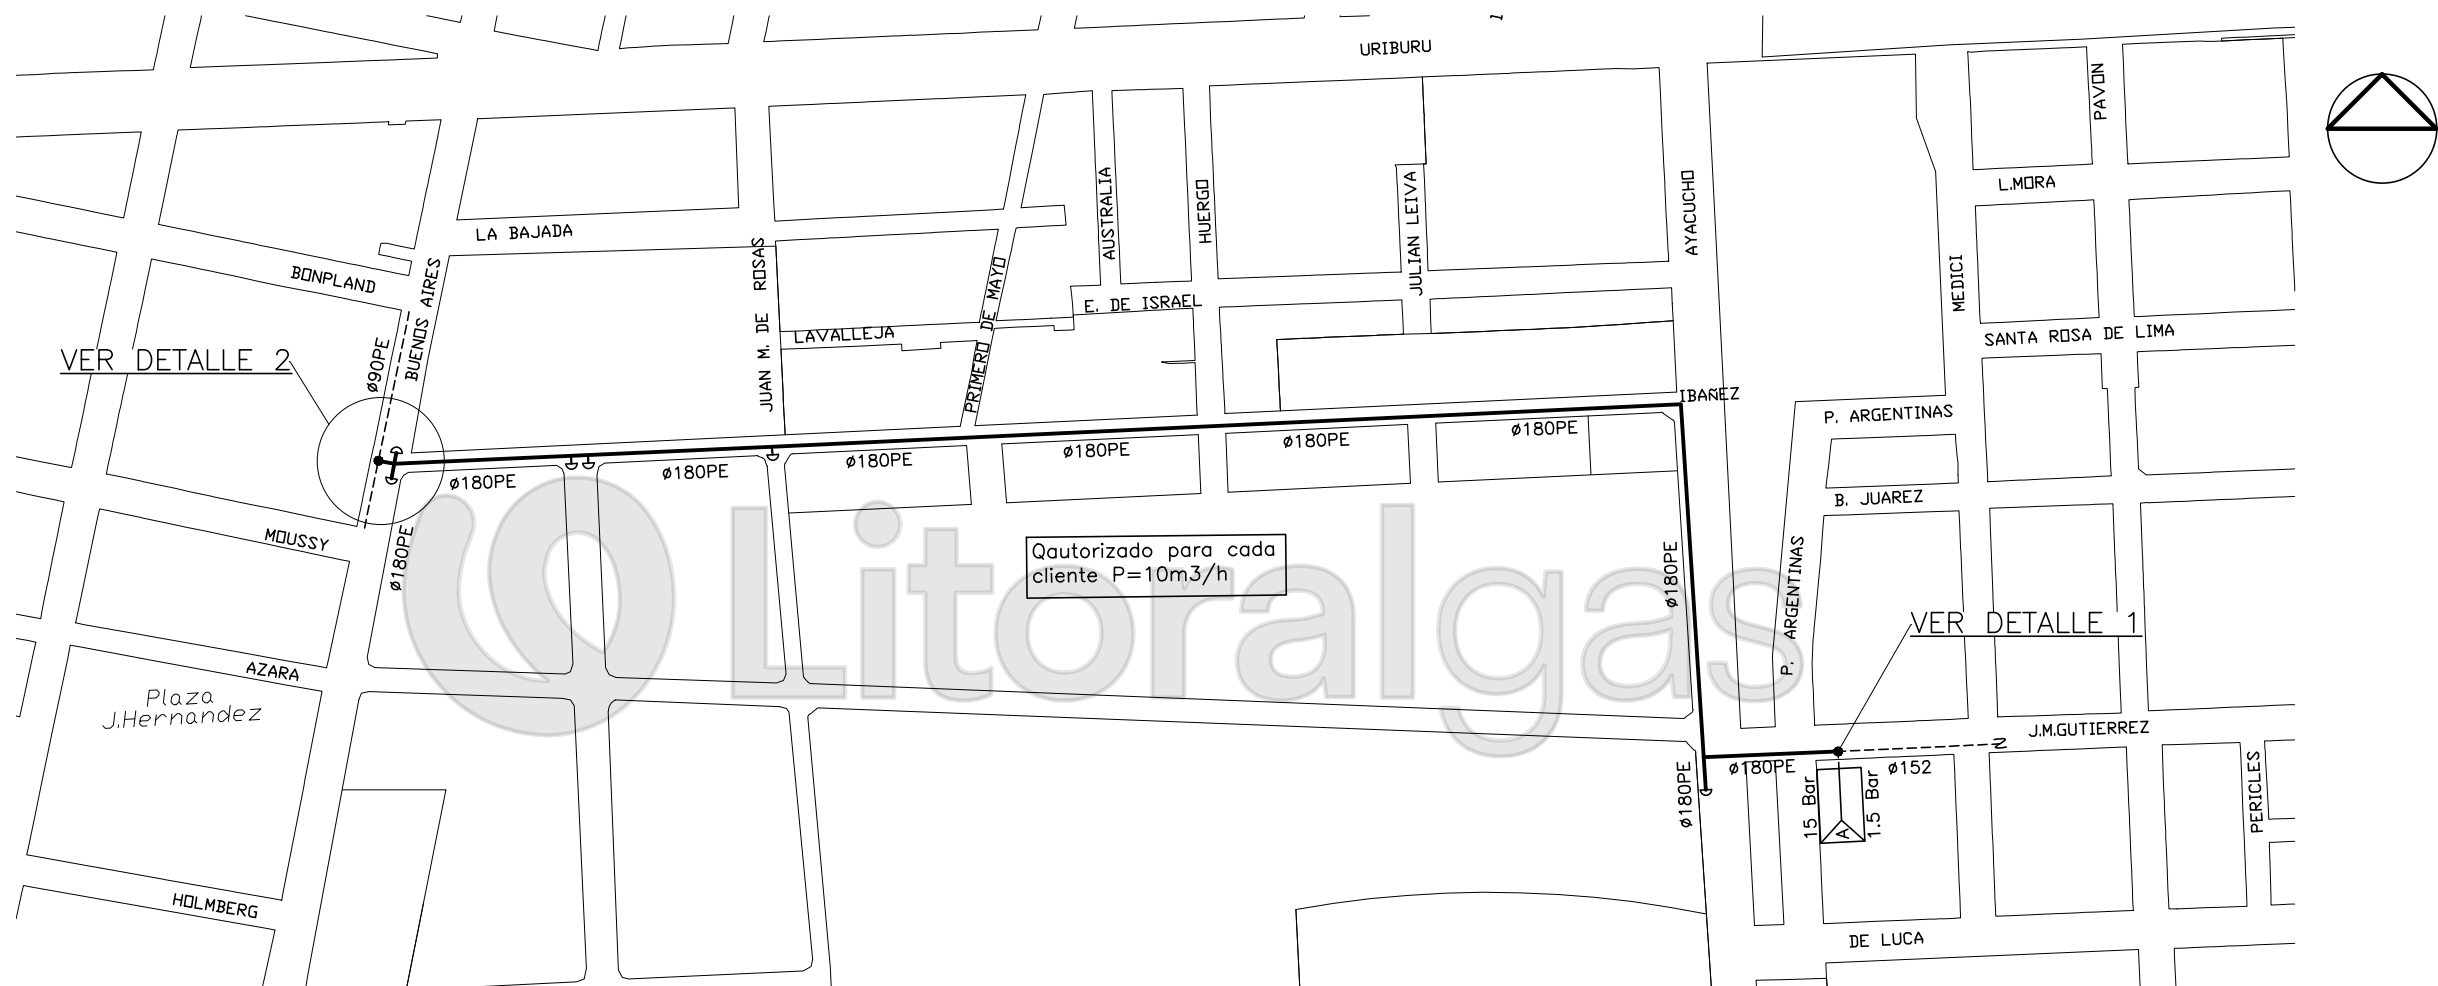 URIBURU
PAVON
L.MORA
AYACUCHO
JULIAN LEIVA
HUERGO
AUSTRALIA
LA BAJADA
JUAN M. DE ROSAS
BONPLAND
BUENOS AIRES
PRIMERO DE MAYO
E. DE ISRAEL
MEDICI
LAVALLEJA
SANTA ROSA DE LIMA
VER DETALLE 2
ø90PE
IBAÑEZ
P. ARGENTINAS
ø180PE
ø180PE
ø180PE
ø180PE
ø180PE
ø180PE
B. JUAREZ
MOUSSY
ø180PE
Qautorizado para cada
cliente P=10m3/h
Litoralgas
ø180PE
P. ARGENTINAS
VER DETALLE 1
AZARA
Plaza
J.Hernandez
J.M.GUTIERREZ
ø180PE
ø180PE
ø152
15 Bar
A
1.5 Bar
PERICLES
HOLMBERG
DE LUCA